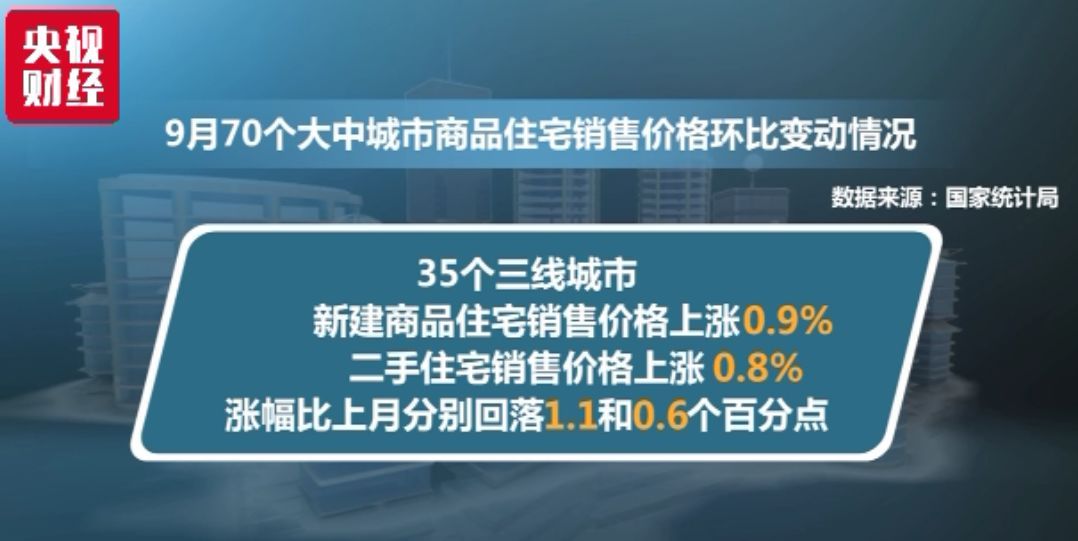 央视
财经
9月70个大中城市商品住宅销售价格环比变动情况
数据来源：国家统计局
35个三线城市
新建商品住宅销售价格上涨0.9%
二手住宅销售价格上涨 0.8%
涨幅比上月分别回落1.1和0.6个百分点